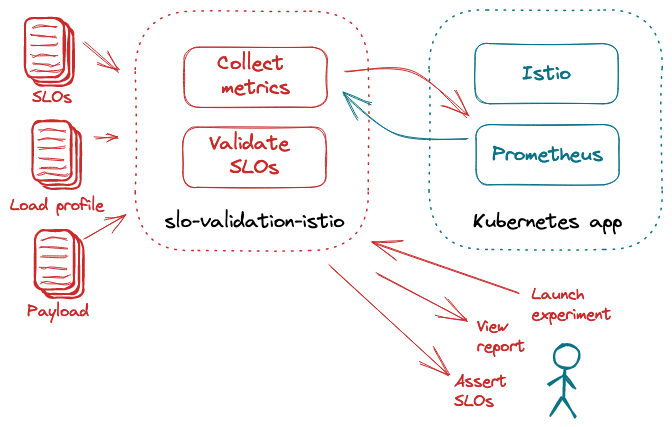 SLOs
Load profile
Payload
Collect
metrics
Validate
SLOs
slo-validation-istio
Istio
Prometheus
Kubernetes app
Launch
experiment
View
report
Assert
SLOs